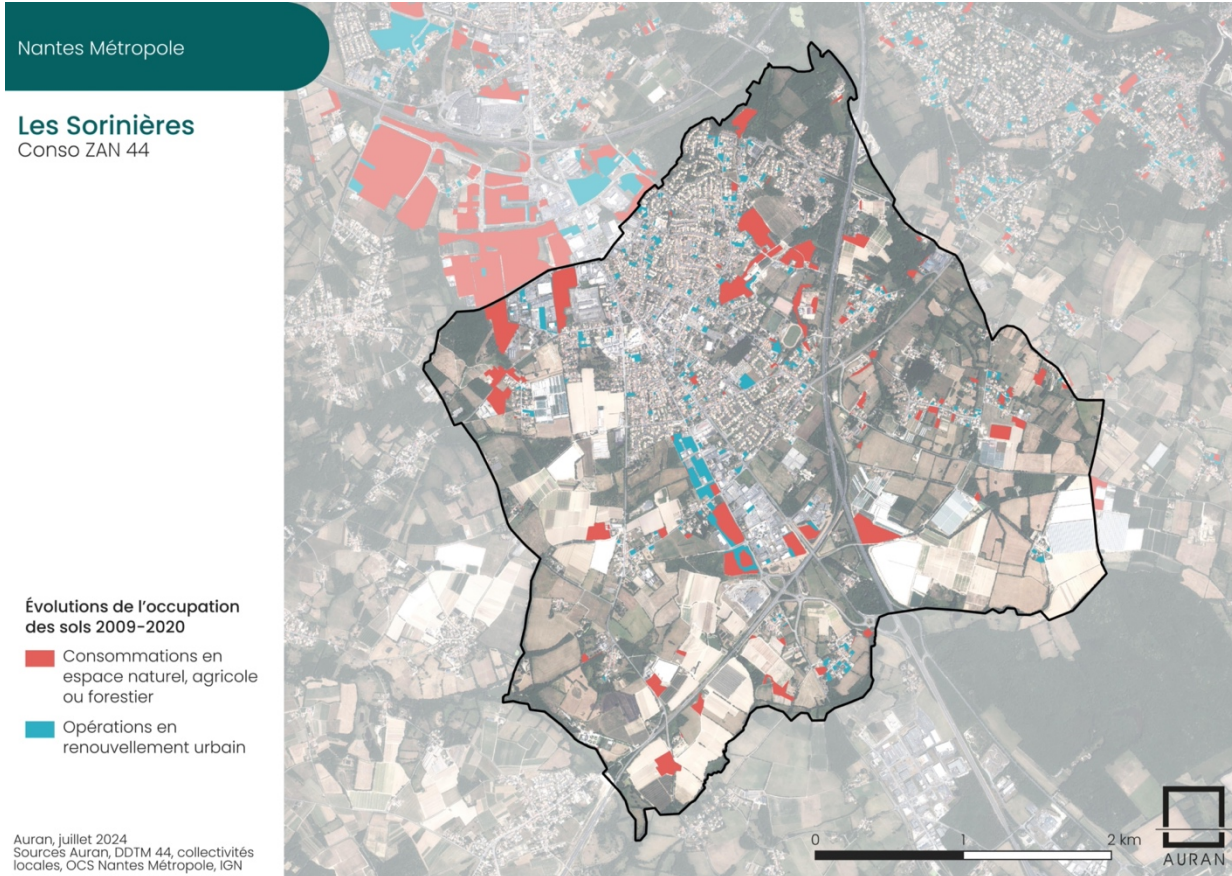 Nantes Métropole
Les Sorinières
Conso ZAN 44
Évolutions de l'occupation
des sols 2009-2020
Consommations en
espace naturel, agricole
ou forestier
Opérations en
renouvellement urbain
Auran, juillet 2024
Sources Auran, DDTM 44, collectivités
locales, OCS Nantes Métropole, IGN
0 1 2 km
AURAN